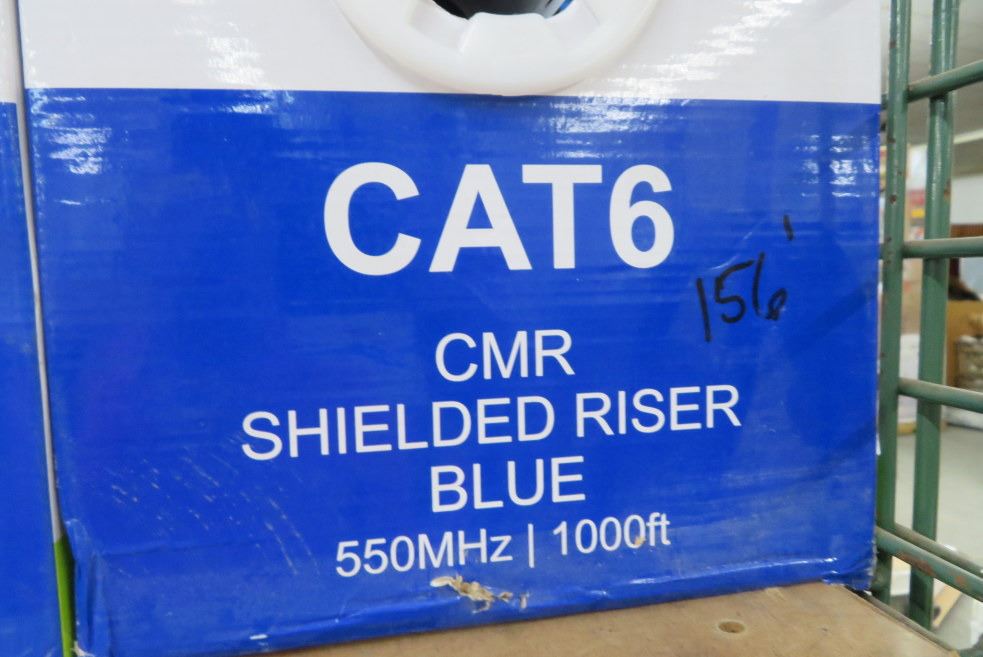 CAT6
156'
CMR
SHIELDED RISER
BLUE
550MHz | 1000ft